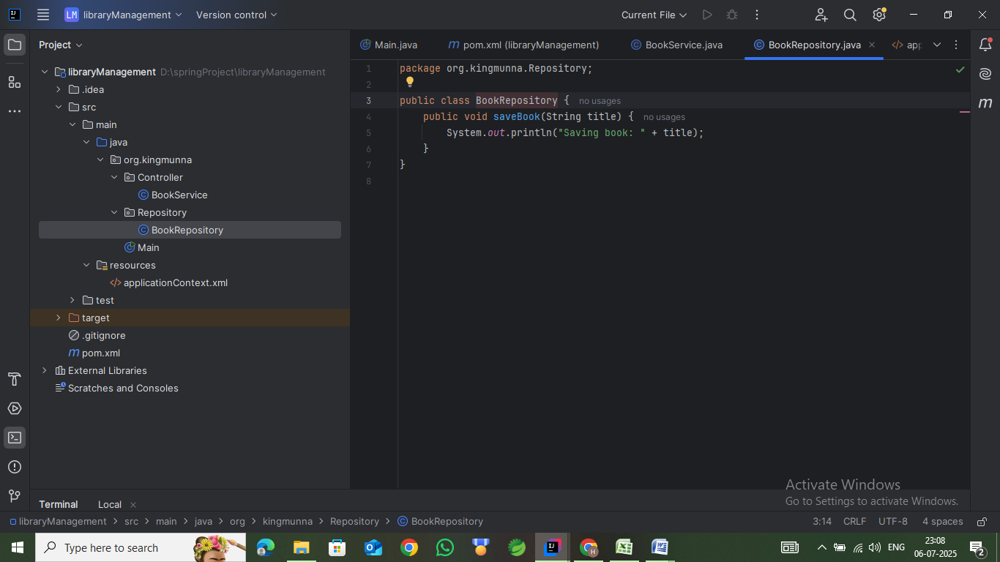 LM libraryManagement
Version control
Current File
Project
Main.java
pom.xml (libraryManagement)
BookService.java
BookRepository.java
libraryManagement D:\springProject\libraryManagement
.idea
src
main
java
org.kingmunna
Controller
BookService
Repository
BookRepository
Main
resources
applicationContext.xml
test
target
.gitignore
pom.xml
External Libraries
Scratches and Consoles
1 package org.kingmunna.Repository;
2
3 public class BookRepository { no usages
4 public void saveBook(String title) { no usages
5 System.out.println("Saving book: " + title);
6 }
7 }
8
Activate Windows
Go to Settings to activate Windows.
Terminal
Local
libraryManagement > src > main > java > org > kingmunna > Repository > BookRepository
3:14
CRLF
UTF-8
4 spaces
Type here to search
ENG
23:08
06-07-2025
2